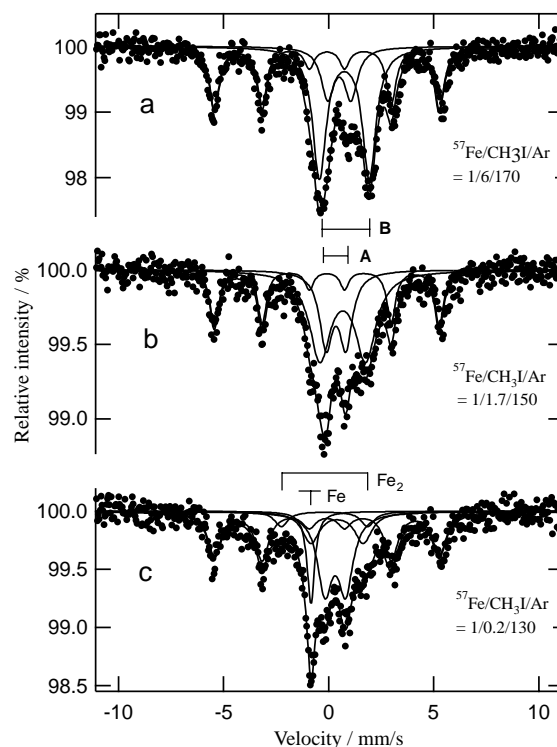 100
99
98
a
⁵⁷Fe/CH3I/Ar
= 1/6/170
B
A
100.0
99.5
99.0
b
⁵⁷Fe/CH₃I/Ar
= 1/1.7/150
Relative intensity / %
Fe₂
Fe
100.0
99.5
99.0
98.5
c
⁵⁷Fe/CH₃I/Ar
= 1/0.2/130
-10 -5 0 5 10
Velocity / mm/s